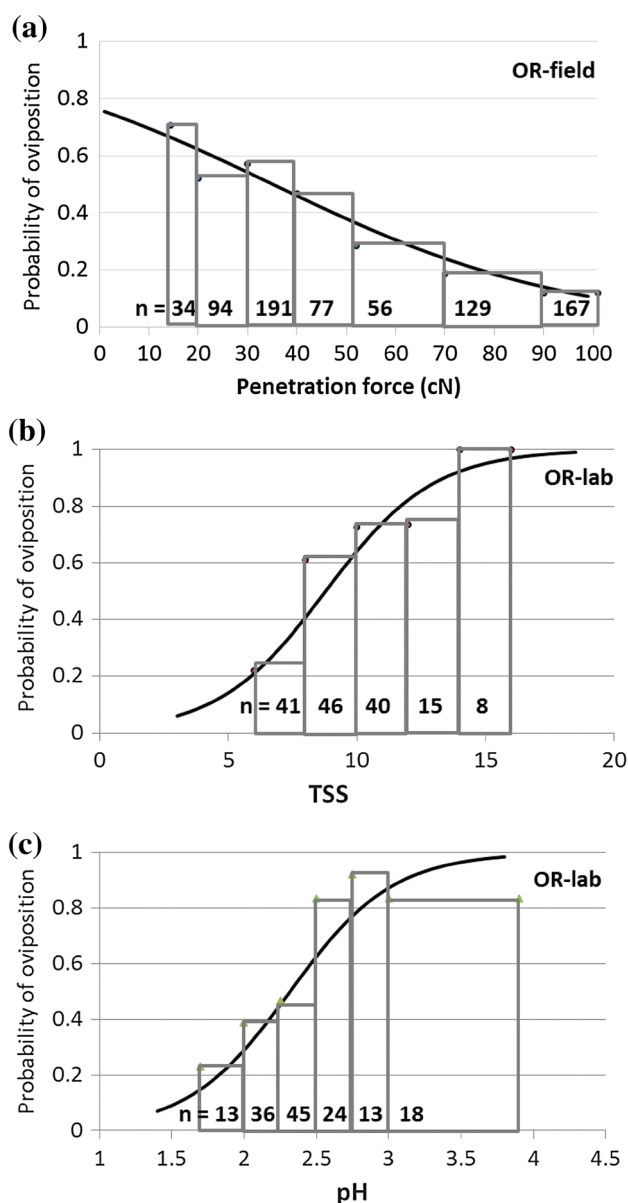 (a)
1
OR-field
0.8
0.6
0.4
0.2
0
Probability of oviposition
n = 34 94 191 77 56 129 167
0 10 20 30 40 50 60 70 80 90 100
Penetration force (cN)
(b)
1
OR-lab
0.8
0.6
0.4
0.2
0
Probability of oviposition
n = 41 46 40 15 8
0 5 10 15 20
TSS
(c)
1
OR-lab
0.8
0.6
0.4
0.2
0
Probability of oviposition
n = 13 36 45 24 13 18
1 1.5 2 2.5 3 3.5 4 4.5
pH